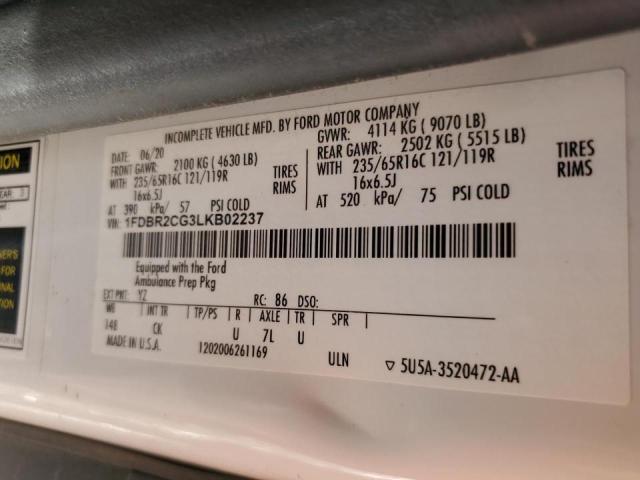 INCOMPLETE VEHICLE MFD. BY FORD MOTOR COMPANY
DATE: 06/20 GVWR: 4114 KG ( 9070 LB)
FRONT GAWR: 2100 KG ( 4630 LB) REAR GAWR: 2502 KG ( 5515 LB)
WITH 235/65R16C 121/119R TIRES WITH 235/65R16C 121/119R TIRES
16x6.5J RIMS 16x6.5J RIMS
AT 390 kPa/ 57 PSI COLD AT 520 kPa/ 75 PSI COLD
VIN: 1FDBR2CG3LKB02237
Equipped with the Ford
Ambulance Prep Pkg
EXT PNT: YZ RC: 86 DSO:
WB INT TR TP/PS R AXLE TR SPR
148 CK U 7L U
MADE IN U.S.A. 1202006261169 ULN 5U5A-3520472-AA